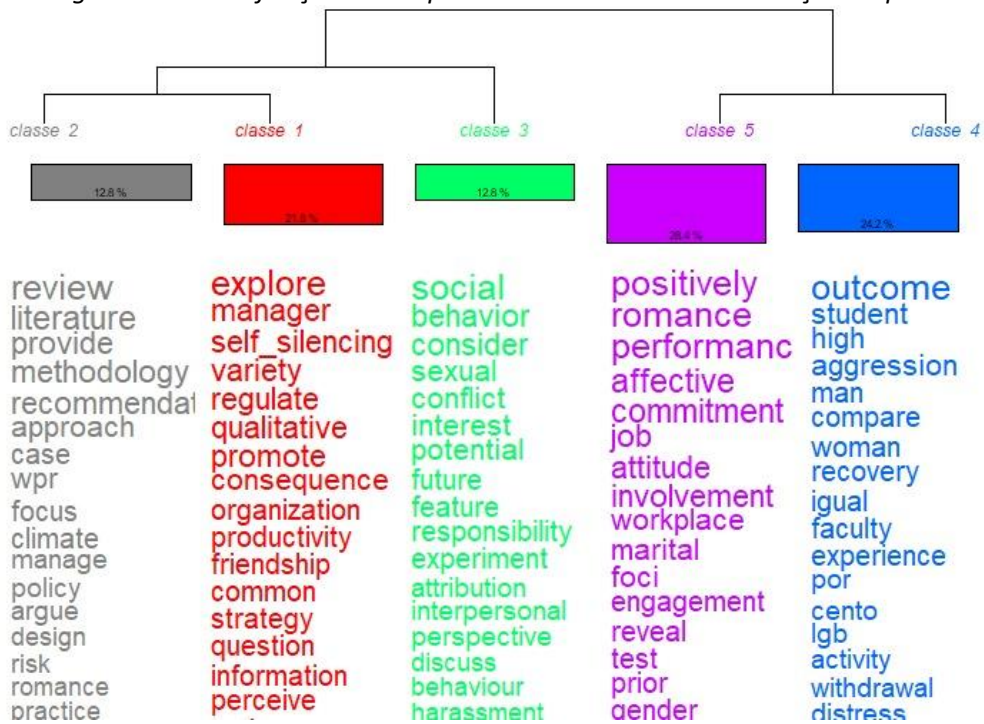 classe 2
classe 1
classe 3
classe 5
classe 4
12.8 %
21.8 %
12.8 %
28.4 %
24.2 %
review
literature
provide
methodology
recommendat
approach
case
wpr
focus
climate
manage
policy
argue
design
risk
romance
practice
explore
manager
self_silencing
variety
regulate
qualitative
promote
consequence
organization
productivity
friendship
common
strategy
question
information
perceive
social
behavior
consider
sexual
conflict
interest
potential
future
feature
responsibility
experiment
attribution
interpersonal
perspective
discuss
behaviour
harassment
positively
romance
performanc
affective
commitment
job
attitude
involvement
workplace
marital
foci
engagement
reveal
test
prior
gender
outcome
student
high
aggression
man
compare
woman
recovery
igual
faculty
experience
por
cento
lgb
activity
withdrawal
distress